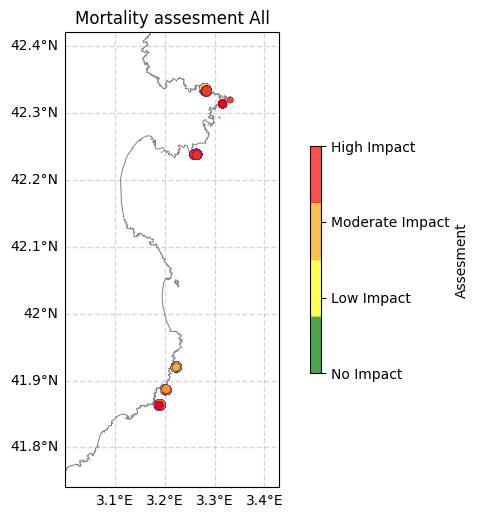 Mortality assesment All
42.4°N
42.3°N
42.2°N
42.1°N
42°N
41.9°N
41.8°N
3.1°E 3.2°E 3.3°E 3.4°E
High Impact
Moderate Impact
Low Impact
No Impact
Assesment